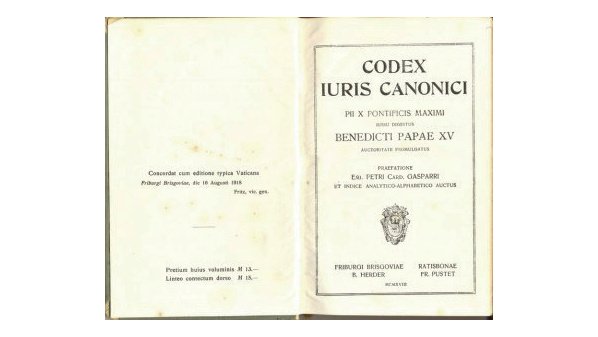 Concordat cum editione typica Vaticana
Friburgi Brisgoviae, die 16 Augusti 1918
Fritz, vic. gen.
Pretium huius voluminis M 13.—
Linteo contectum dorso M 15.—
CODEX
IURIS CANONICI
PII X PONTIFICIS MAXIMI
IUSSU DIGESTUS
BENEDICTI PAPAE XV
AUCTORITATE PROMULGATUS
PRAEFATIONE
EMI. PETRI CARD. GASPARRI
ET INDICE ANALYTICO-ALPHABETICO AUCTUS
FRIBURGI BRISGOVIAE RATISBONAE
B. HERDER FR. PUSTET
MCMXVIII